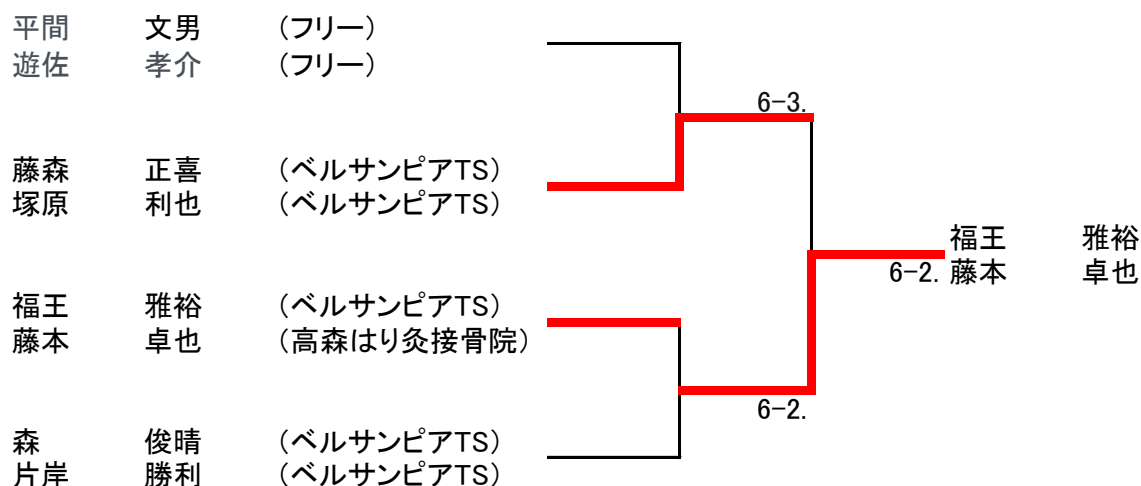 平間 文男 (フリー)
遊佐 孝介 (フリー)
6-3.
藤森 正喜 (ベルサンピアTS)
塚原 利也 (ベルサンピアTS)
福王 雅裕
6-2. 藤本 卓也
福王 雅裕 (ベルサンピアTS)
藤本 卓也 (高森はり灸接骨院)
6-2.
森 俊晴 (ベルサンピアTS)
片岸 勝利 (ベルサンピアTS)